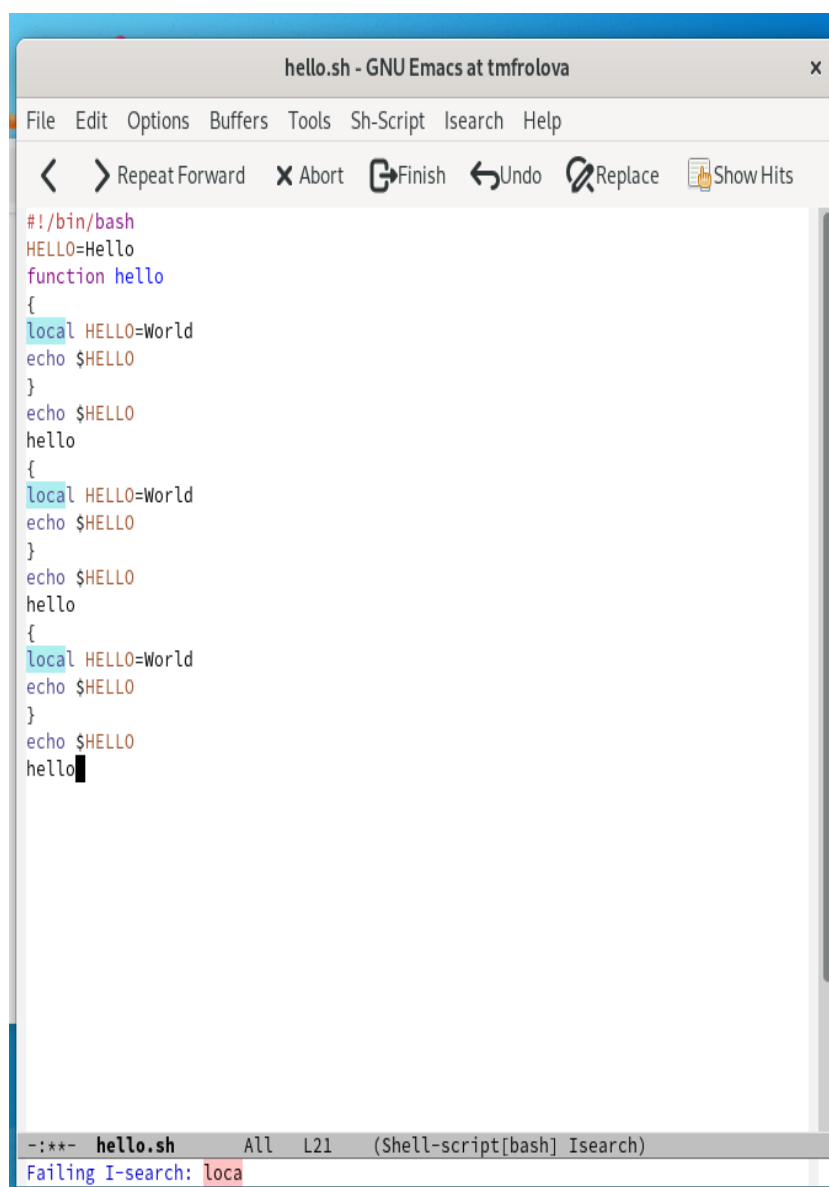 hello.sh - GNU Emacs at tmfrolova
File Edit Options Buffers Tools Sh-Script Isearch Help
Repeat Forward Abort Finish Undo Replace Show Hits
#!/bin/bash
HELLO=Hello
function hello
{
local HELLO=World
echo $HELLO
}
echo $HELLO
hello
{
local HELLO=World
echo $HELLO
}
echo $HELLO
hello
{
local HELLO=World
echo $HELLO
}
echo $HELLO
hello
-:**- hello.sh All L21 (Shell-script[bash] Isearch)
Failing I-search: loca